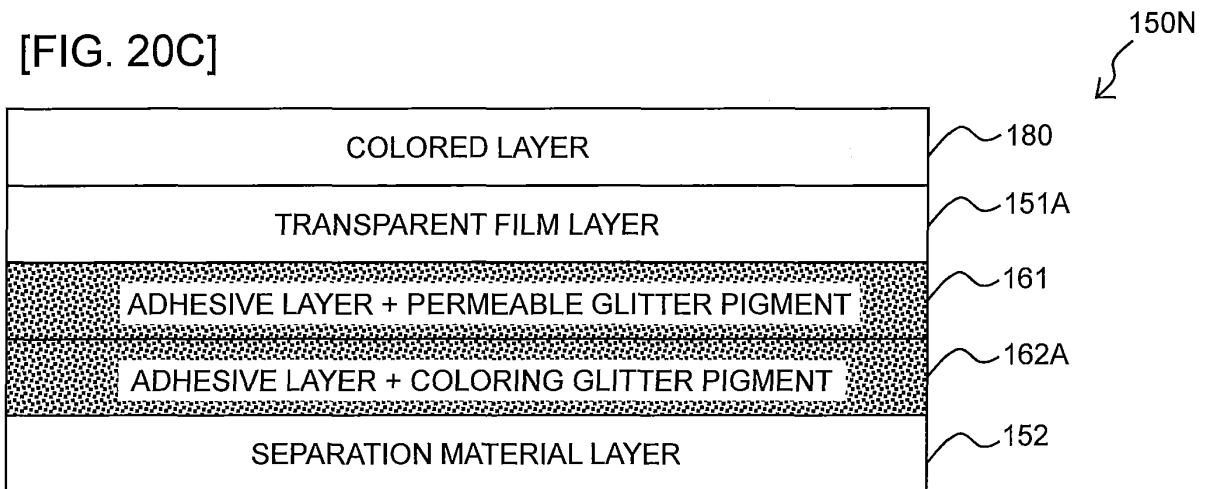 [FIG. 20C]
150N
COLORED LAYER 180
TRANSPARENT FILM LAYER 151A
ADHESIVE LAYER + PERMEABLE GLITTER PIGMENT 161
ADHESIVE LAYER + COLORING GLITTER PIGMENT 162A
SEPARATION MATERIAL LAYER 152